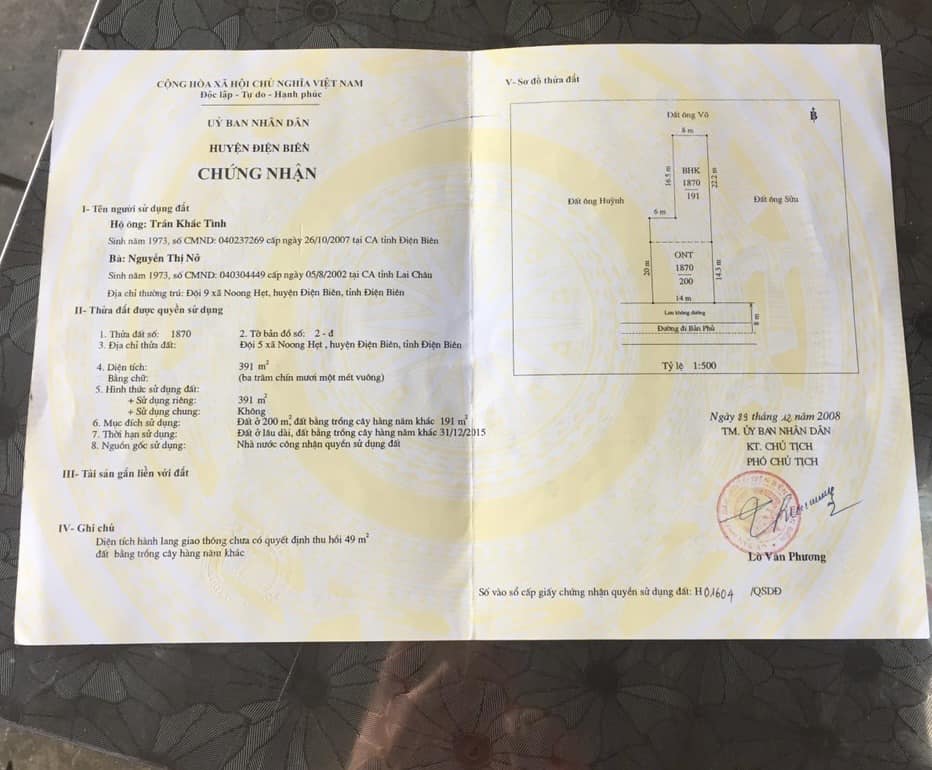 CỘNG HÒA XÃ HỘI CHỦ NGHĨA VIỆT NAM
Độc lập - Tự do - Hạnh phúc
UỶ BAN NHÂN DÂN
HUYỆN ĐIỆN BIÊN
CHỨNG NHẬN
I- Tên người sử dụng đất
Hộ ông: Trần Khắc Tình
Sinh năm 1973, số CMND: 040237269 cấp ngày 26/10/2007 tại CA tỉnh Điện Biên
Bà: Nguyễn Thị Nở
Sinh năm 1973, số CMND: 040304449 cấp ngày 05/8/2002 tại CA tỉnh Lai Châu
Địa chỉ thường trú: Đội 9 xã Noong Hẹt, huyện Điện Biên, tỉnh Điện Biên
II- Thửa đất được quyền sử dụng
1. Thửa đất số: 1870 2. Tờ bản đồ số: 2 - đ
3. Địa chỉ thửa đất: Đội 5 xã Noong Hẹt , huyện Điện Biên, tỉnh Điện Biên
4. Diện tích: 391 m²
Bằng chữ: (ba trăm chín mươi một mét vuông)
5. Hình thức sử dụng đất:
+ Sử dụng riêng: 391 m²
+ Sử dụng chung: Không
6. Mục đích sử dụng: Đất ở 200 m², đất bằng trồng cây hàng năm khác 191 m²
7. Thời hạn sử dụng: Đất ở lâu dài, đất bằng trồng cây hàng năm khác 31/12/2015
8. Nguồn gốc sử dụng: Nhà nước công nhận quyền sử dụng đất
III- Tài sản gắn liền với đất
IV- Ghi chú
Diện tích hành lang giao thông chưa có quyết định thu hồi 49 m²
đất bằng trồng cây hàng năm khác
V- Sơ đồ thửa đất
B
Đất ông Võ
8 m
16.5 m
BHK
1870
191
22.2 m
Đất ông Huỳnh
Đất ông Sửu
6 m
20 m
ONT
1870
200
14.3 m
14 m
Lưu không đường
8 m
Đường đi Bản Phủ
Tỷ lệ 1:500
Ngày 29 tháng 12 năm 2008
TM. ỦY BAN NHÂN DÂN
KT. CHỦ TỊCH
PHÓ CHỦ TỊCH
Lò Văn Phương
Số vào sổ cấp giấy chứng nhận quyền sử dụng đất: H 01604 /QSDĐ